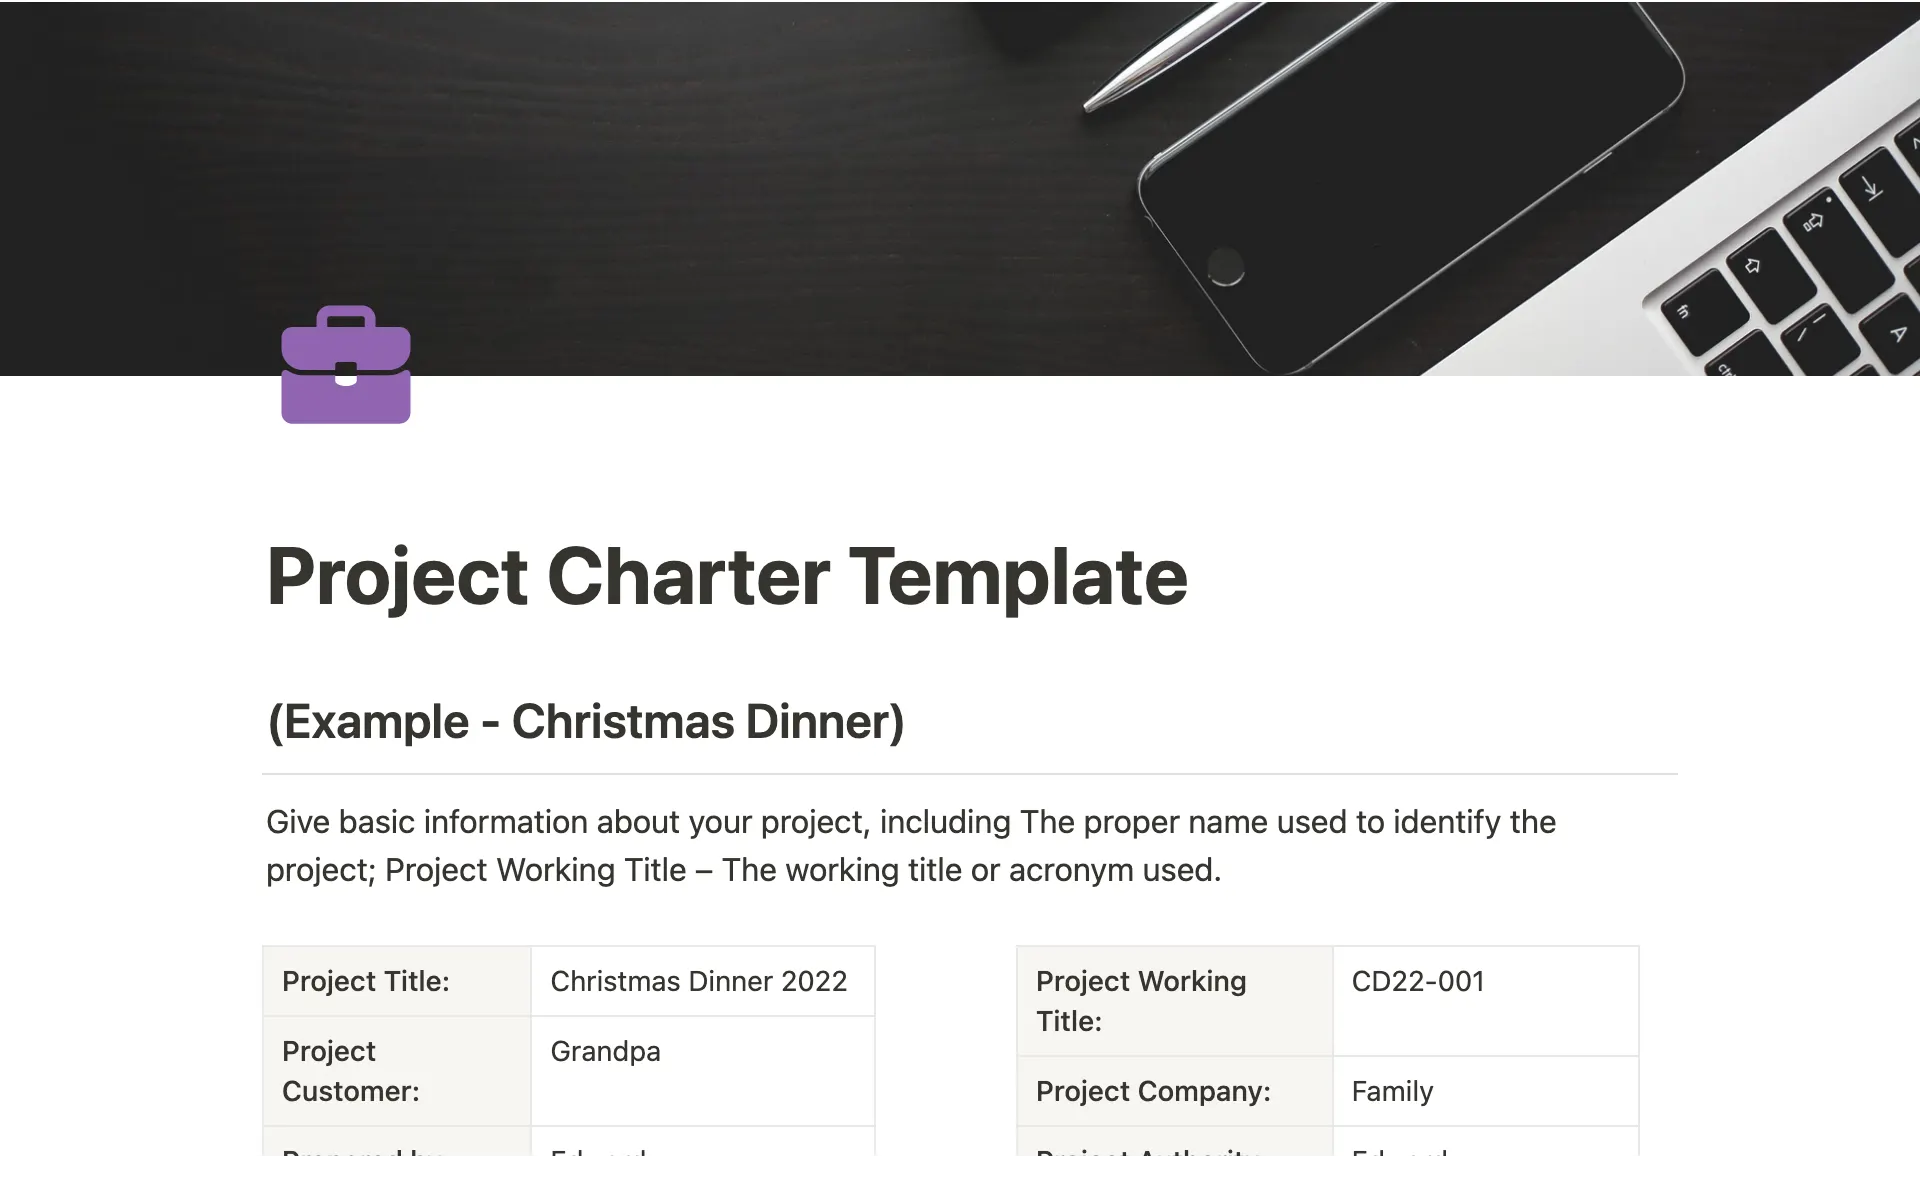 Project Charter Template
(Example - Christmas Dinner)
Give basic information about your project, including The proper name used to identify the
project; Project Working Title – The working title or acronym used.
Project Title: Christmas Dinner 2022
Project
Customer: Grandpa
Project Working
Title: CD22-001
Project Company: Family